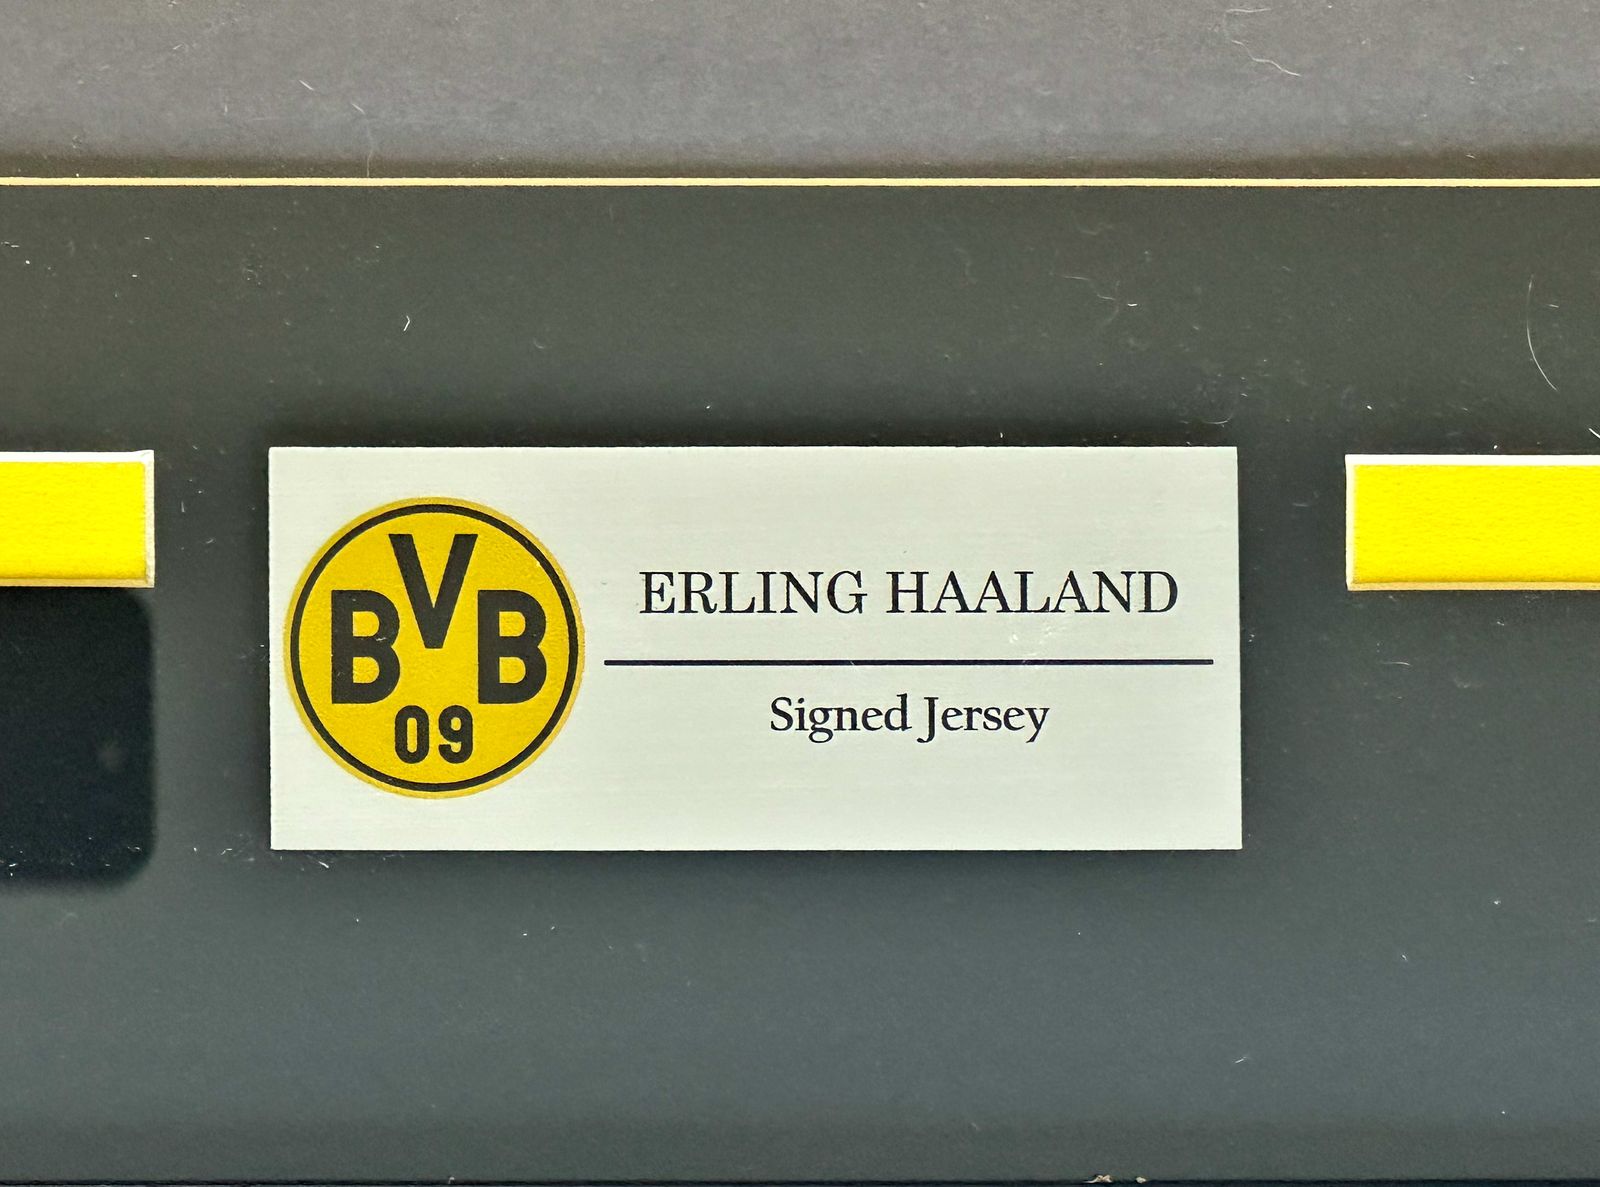 BVB
09
ERLING HAALAND
Signed Jersey